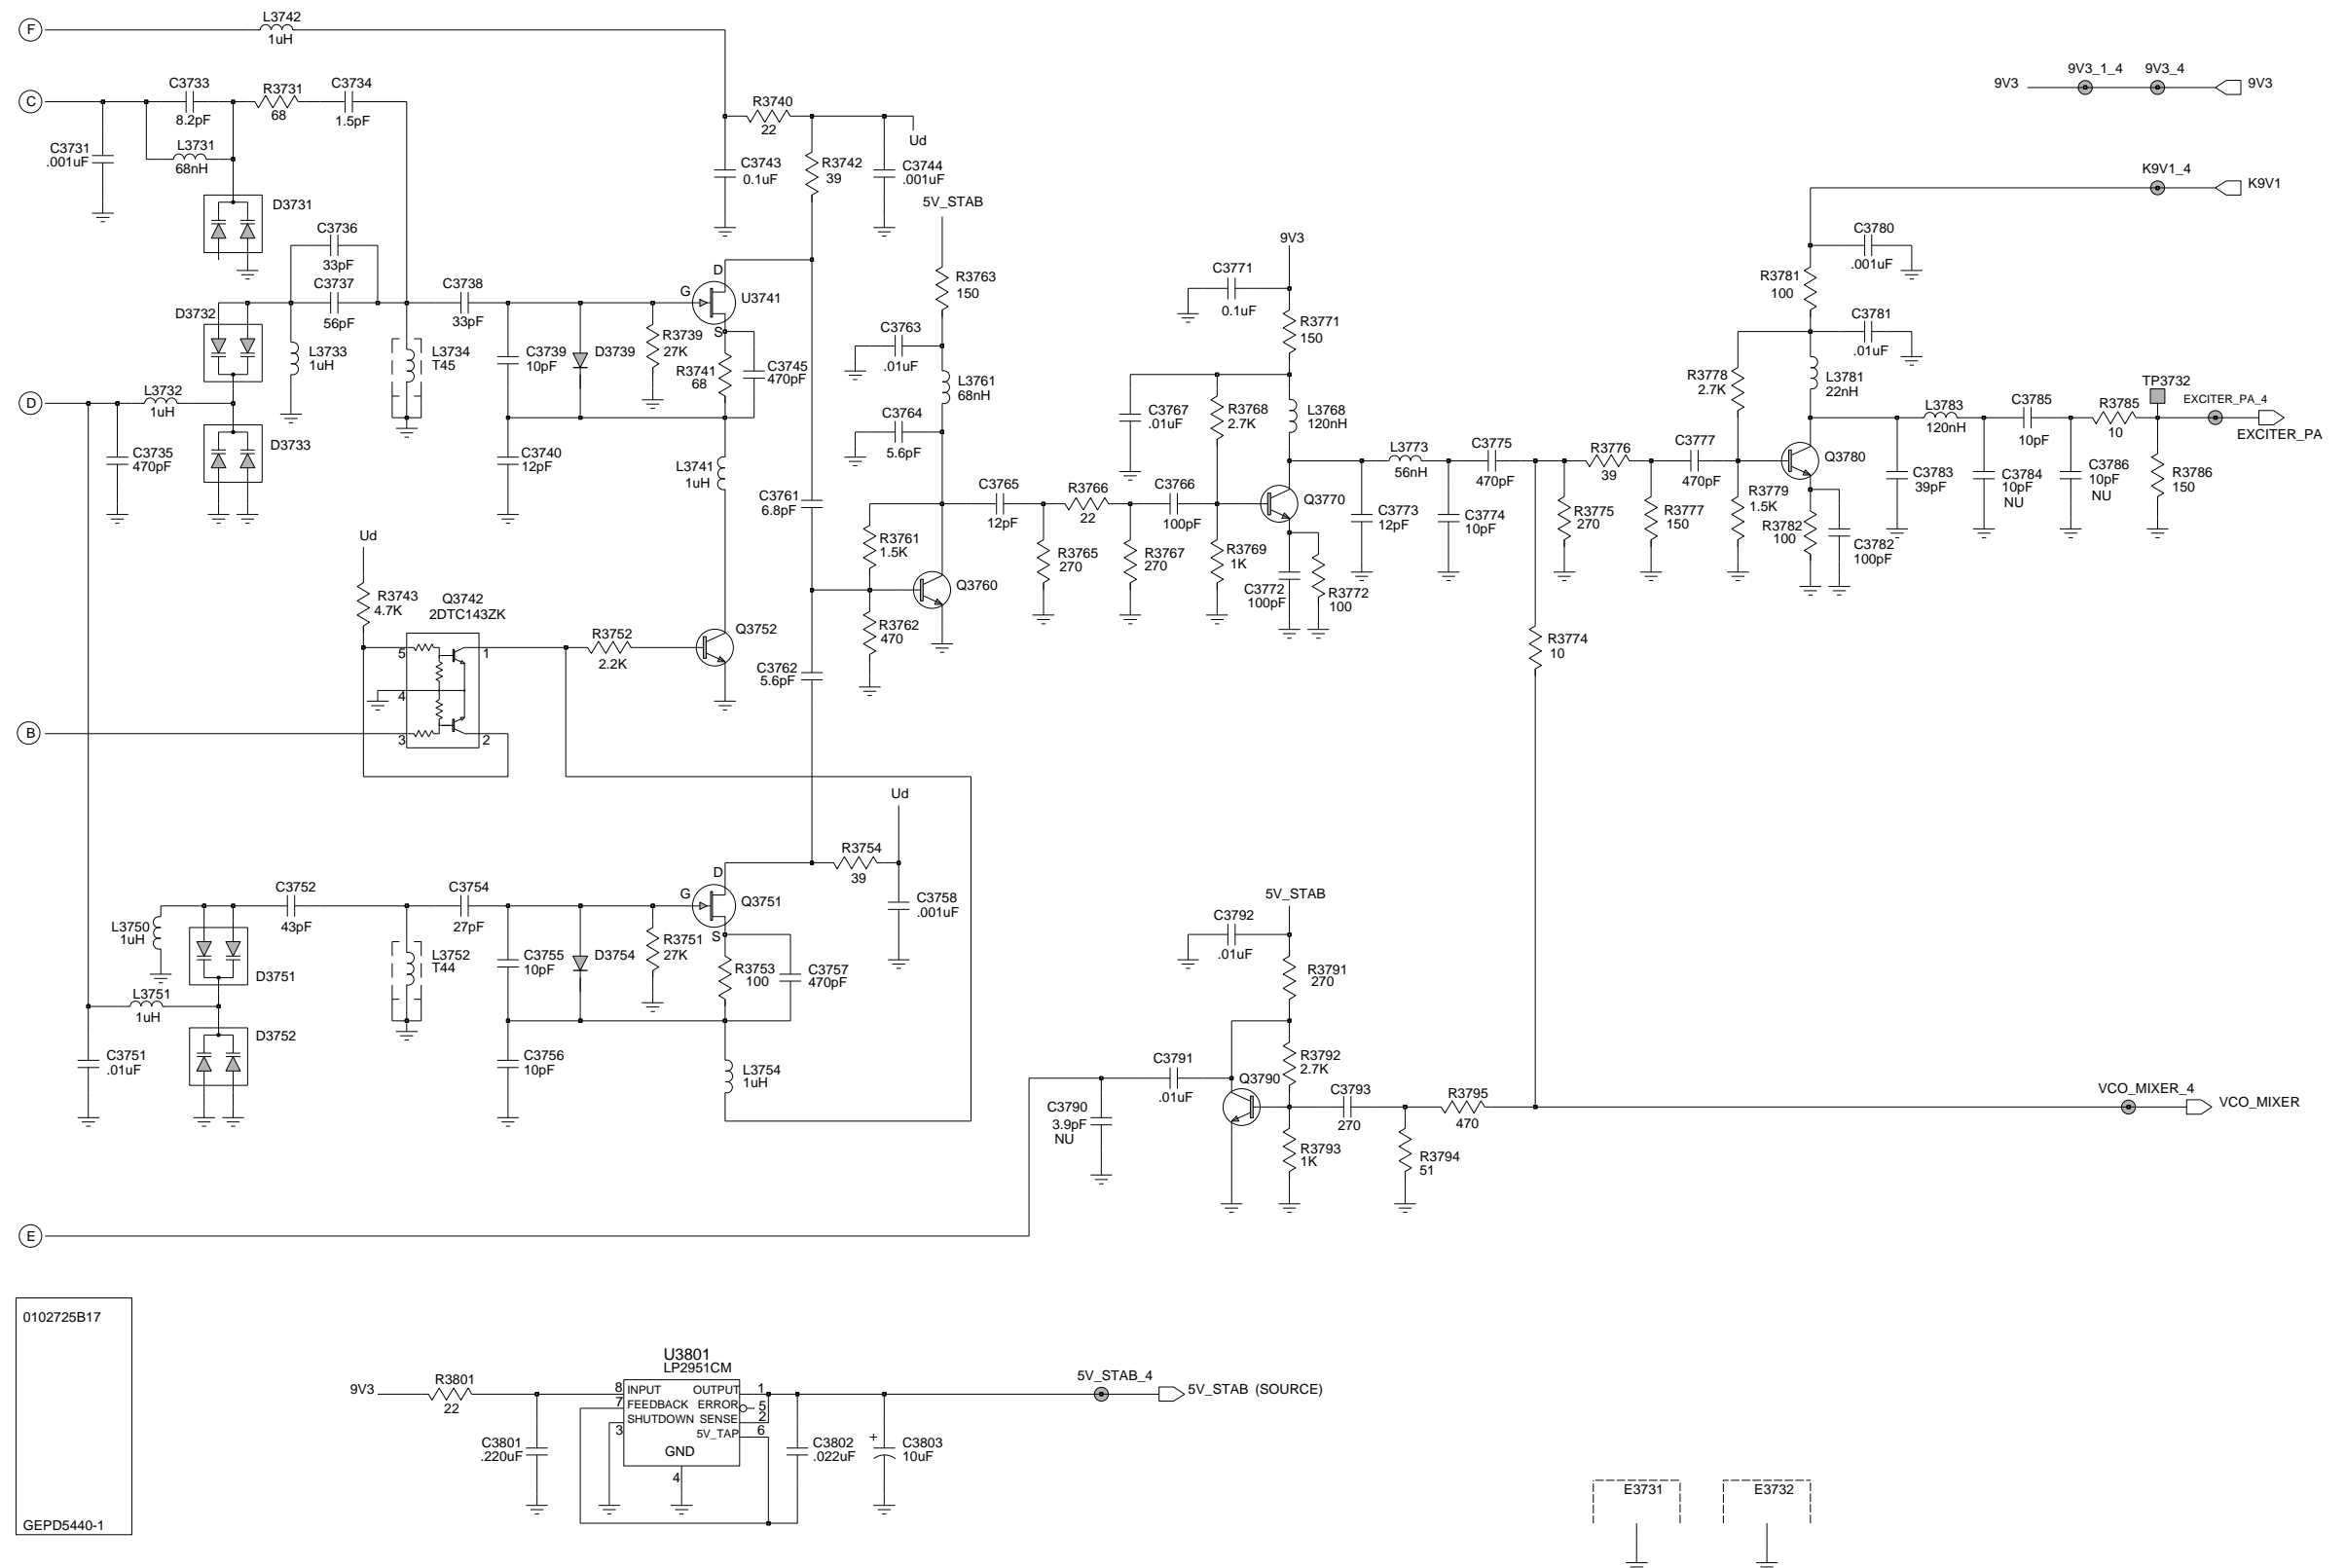 F
L3742
1uH
C
C3733
8.2pF
R3731
68
C3734
1.5pF
C3731
.001uF
L3731
68nH
D3731
R3740
22
Ud
C3743
0.1uF
R3742
39
C3744
.001uF
5V_STAB
9V3
9V3_1_4
9V3_4
9V3
K9V1_4
K9V1
C3736
33pF
C3737
56pF
D3732
L3733
1uH
L3734
T45
C3738
33pF
C3739
10pF
D3739
R3739
27K
G
D
S
U3741
R3741
68
C3745
470pF
R3763
150
C3763
.01uF
L3761
68nH
C3764
5.6pF
9V3
C3771
0.1uF
R3771
150
C3767
.01uF
R3768
2.7K
L3768
120nH
C3780
.001uF
R3781
100
C3781
.01uF
R3778
2.7K
L3781
22nH
D
L3732
1uH
D3733
C3735
470pF
C3740
12pF
L3741
1uH
C3761
6.8pF
R3761
1.5K
C3765
12pF
R3766
22
C3766
100pF
Q3770
R3765
270
R3767
270
R3769
1K
C3772
100pF
R3772
100
L3773
56nH
C3773
12pF
C3774
10pF
C3775
470pF
R3776
39
R3775
270
R3777
150
C3777
470pF
R3779
1.5K
Q3780
R3782
100
C3782
100pF
L3783
120nH
C3783
39pF
C3784
10pF
NU
C3785
10pF
C3786
10pF
NU
R3785
10
TP3732
EXCITER_PA_4
EXCITER_PA
R3786
150
Ud
R3743
4.7K
Q3742
2DTC143ZK
5
1
4
3
2
R3752
2.2K
Q3752
C3762
5.6pF
R3762
470
Q3760
R3774
10
B
Ud
R3754
39
C3758
.001uF
L3750
1uH
D3751
C3752
43pF
L3752
T44
C3754
27pF
C3755
10pF
D3754
R3751
27K
G
D
S
Q3751
R3753
100
C3757
470pF
L3751
1uH
D3752
C3751
.01uF
C3756
10pF
L3754
1uH
5V_STAB
C3792
.01uF
R3791
270
C3791
.01uF
Q3790
R3792
2.7K
C3793
270
R3795
470
C3790
3.9pF
NU
R3793
1K
R3794
51
VCO_MIXER_4
VCO_MIXER
E
0102725B17
GEPD5440-1
9V3
R3801
22
C3801
.220uF
U3801
LP2951CM
8
INPUT
OUTPUT
1
7
FEEDBACK
ERROR
5
SHUTDOWN
SENSE
2
3
5V_TAP
6
GND
4
C3802
.022uF
+
C3803
10uF
5V_STAB_4
5V_STAB (SOURCE)
E3731
E3732